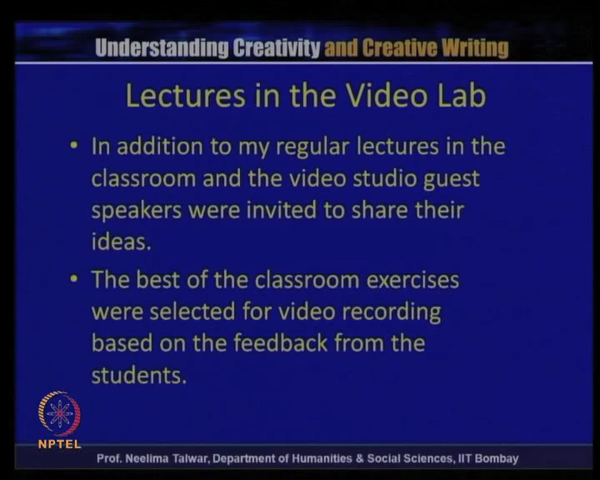 Understanding Creativity and Creative Writing
Lectures in the Video Lab
• In addition to my regular lectures in the
classroom and the video studio guest
speakers were invited to share their
ideas.
• The best of the classroom exercises
were selected for video recording
based on the feedback from the
students.
NPTEL
Prof. Neelima Talwar, Department of Humanities & Social Sciences, IIT Bombay